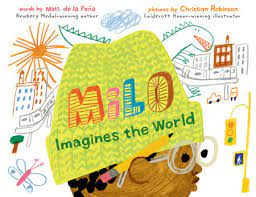 words by Matt de la Peña
Newbery Medal-winning author
pictures by Christian Robinson
Caldecott Honor-winning illustrator
MiLO
Imagines the World